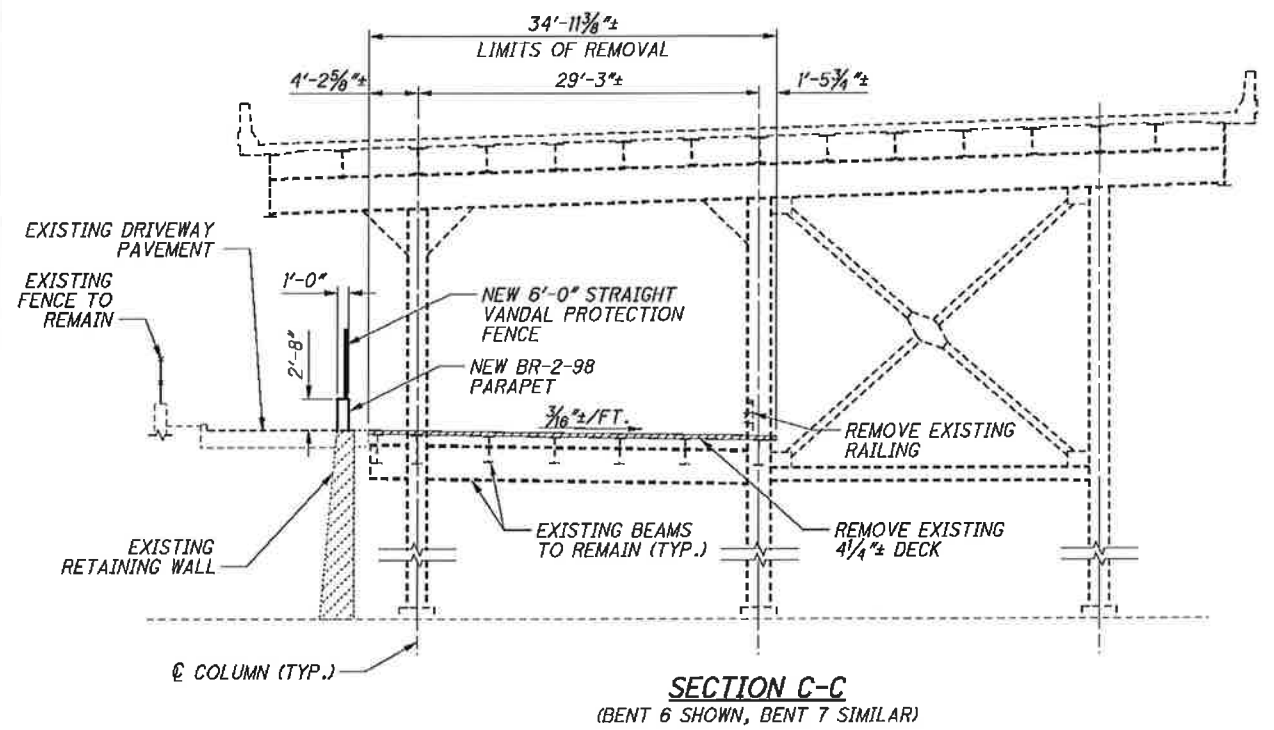 34'-11⅜"±
LIMITS OF REMOVAL
4'-2⅝"±
29'-3"±
1'-5¾"±
EXISTING DRIVEWAY
PAVEMENT
EXISTING
FENCE TO
REMAIN
1'-0"
2'-8"
NEW 6'-0" STRAIGHT
VANDAL PROTECTION
FENCE
NEW BR-2-98
PARAPET
3/16"±/FT.
REMOVE EXISTING
RAILING
EXISTING BEAMS
TO REMAIN (TYP.)
REMOVE EXISTING
4¼"± DECK
EXISTING
RETAINING WALL
℄ COLUMN (TYP.)
SECTION C-C
(BENT 6 SHOWN, BENT 7 SIMILAR)